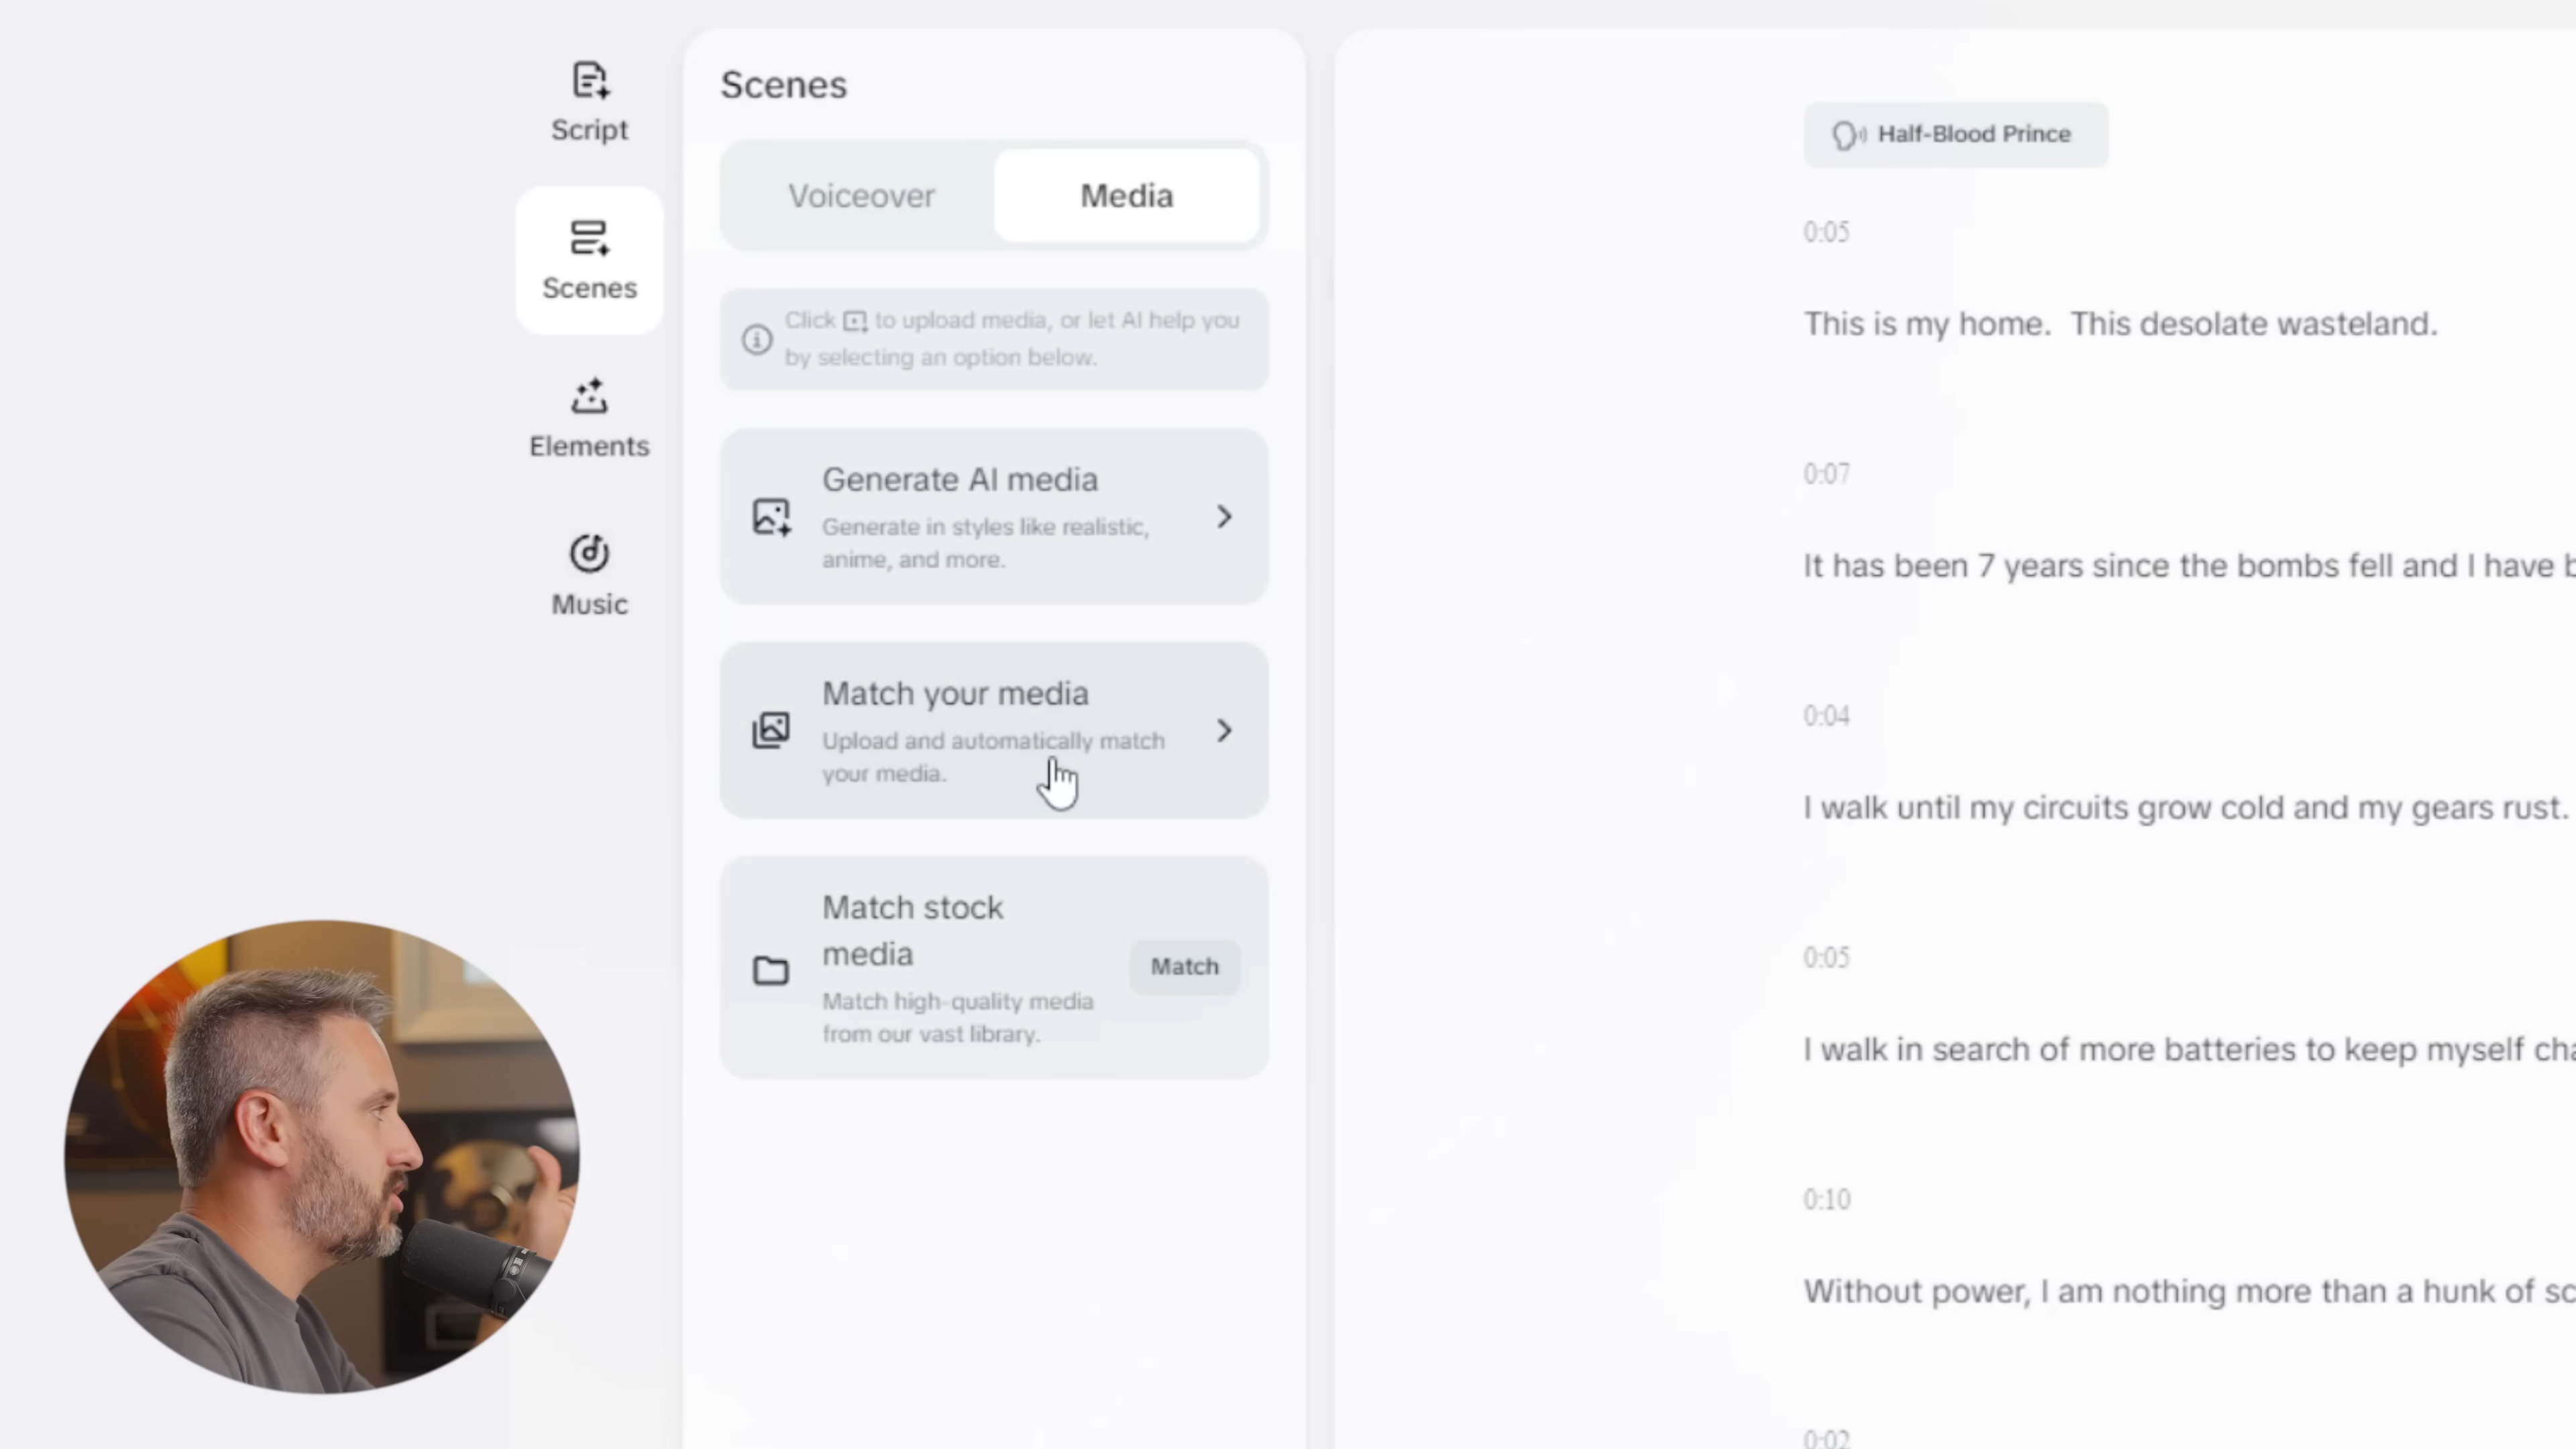 Script
Scenes
Elements
Music
Scenes
Voiceover
Media
Click to upload media, or let AI help you
by selecting an option below.
Generate AI media
Generate in styles like realistic,
anime, and more.
Match your media
Upload and automatically match
your media.
Match stock
media
Match high-quality media
from our vast library.
Match
Half-Blood Prince
0:05
This is my home.  This desolate wasteland.
0:07
It has been 7 years since the bombs fell and I have
0:04
I walk until my circuits grow cold and my gears rust.
0:05
I walk in search of more batteries to keep myself
0:10
Without power, I am nothing more than a hunk of
0:02